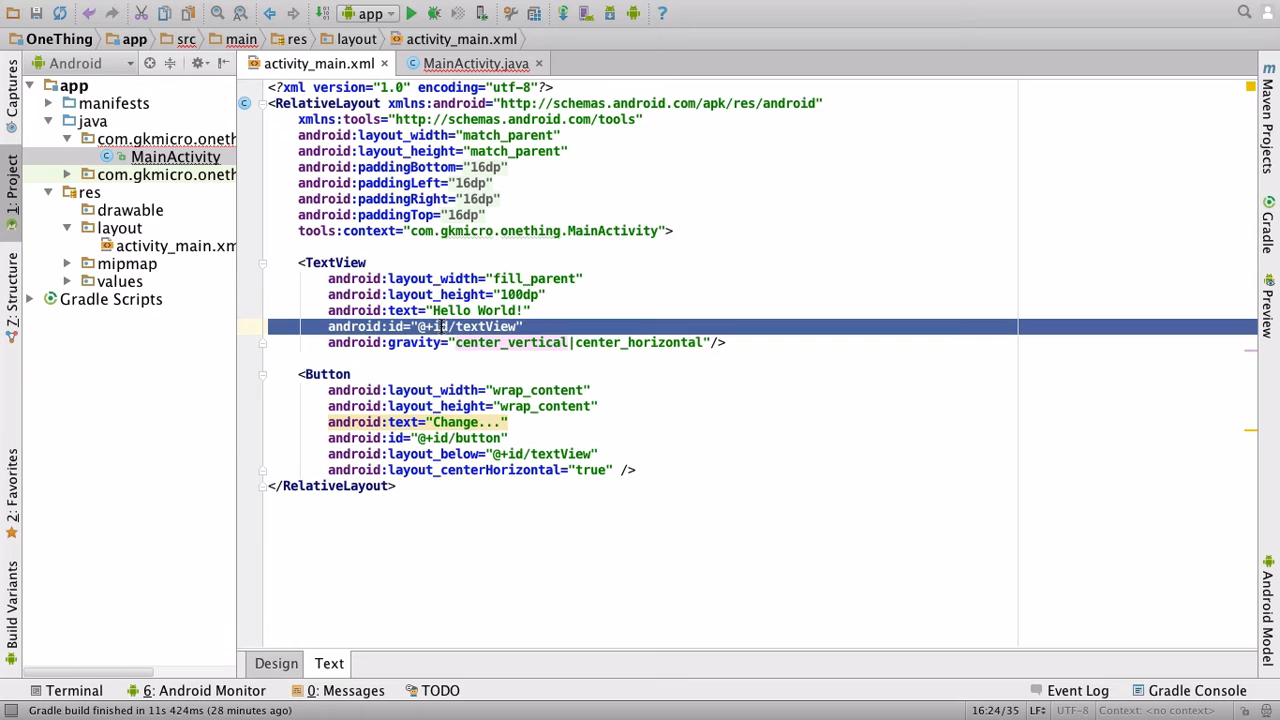 app
OneThing app src main res layout activity_main.xml
Android
activity_main.xml
MainActivity.java
app
manifests
java
com.gkmicro.oneth
MainActivity
com.gkmicro.oneth
res
drawable
layout
activity_main.xm
mipmap
values
Gradle Scripts
Captures
1: Project
7: Structure
2: Favorites
Build Variants
<?xml version="1.0" encoding="utf-8"?>
<RelativeLayout xmlns:android="http://schemas.android.com/apk/res/android"
xmlns:tools="http://schemas.android.com/tools"
android:layout_width="match_parent"
android:layout_height="match_parent"
android:paddingBottom="16dp"
android:paddingLeft="16dp"
android:paddingRight="16dp"
android:paddingTop="16dp"
tools:context="com.gkmicro.onething.MainActivity">
<TextView
android:layout_width="fill_parent"
android:layout_height="100dp"
android:text="Hello World!"
android:id="@+id/textView"
android:gravity="center_vertical|center_horizontal"/>
<Button
android:layout_width="wrap_content"
android:layout_height="wrap_content"
android:text="Change..."
android:id="@+id/button"
android:layout_below="@+id/textView"
android:layout_centerHorizontal="true" />
</RelativeLayout>
Maven Projects
Gradle
Preview
Android Model
Design Text
Terminal 6: Android Monitor 0: Messages TODO Event Log Gradle Console
Gradle build finished in 11s 424ms (28 minutes ago) 16:24/35 LF UTF-8 Context: <no context>